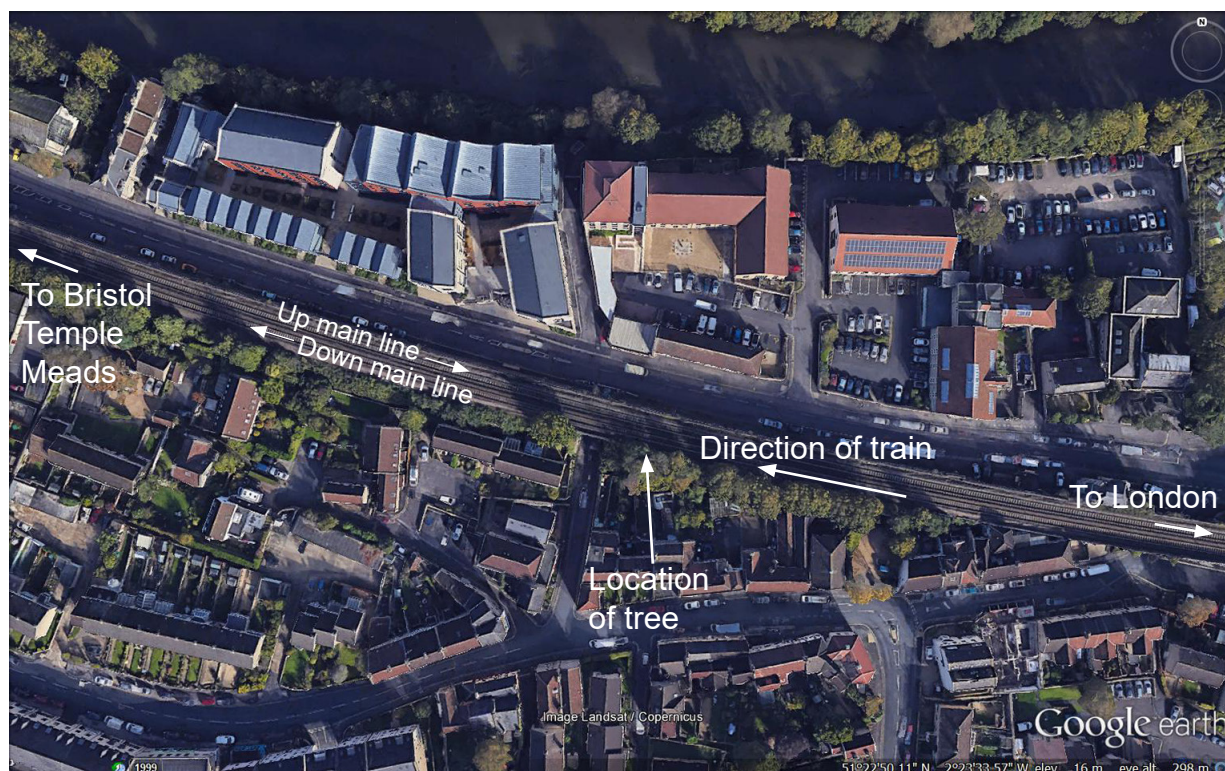 N
To Bristol
Temple
Meads
Up main line
Down main line
Direction of train
To London
Location
of tree
Image Landsat / Copernicus
Google earth
1999
51°22'50.11" N 2°23'33.57" W elev 16 m eye alt 298 m